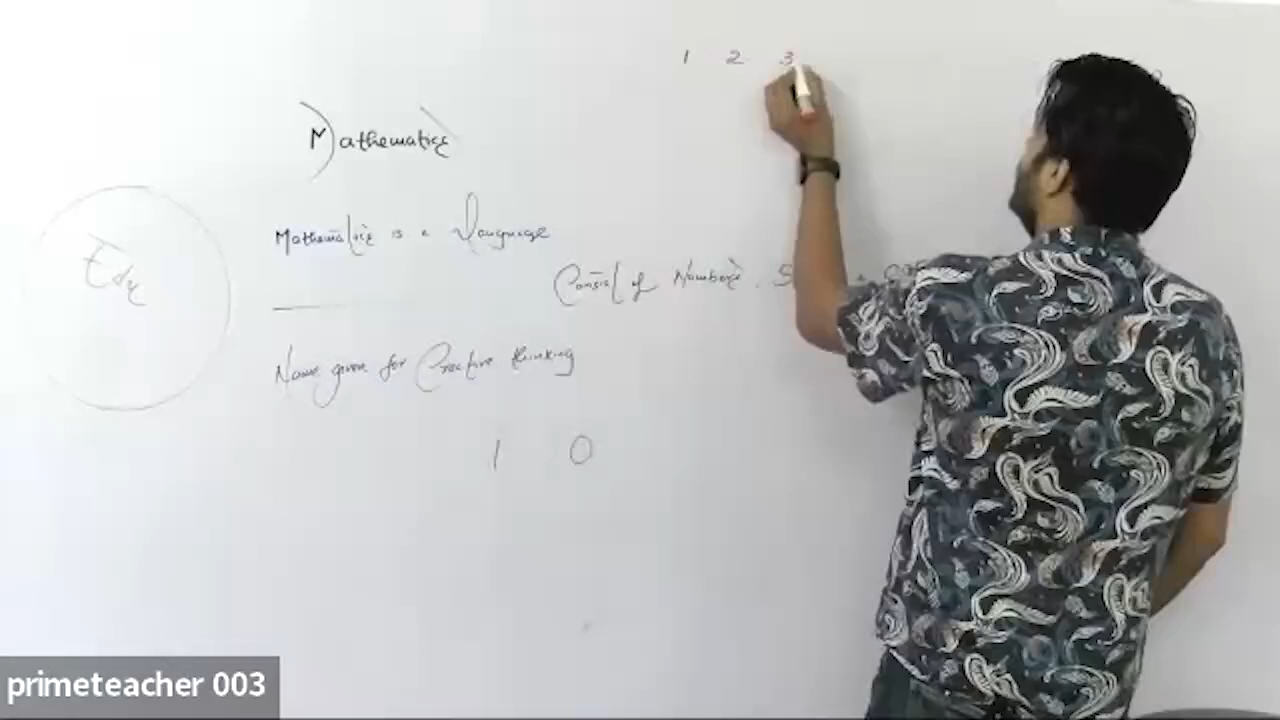 1 2 3
Mathematics
Mathematics is a language
Consist of Numbers,
Name given for Creative thinking
1 0
primeteacher 003